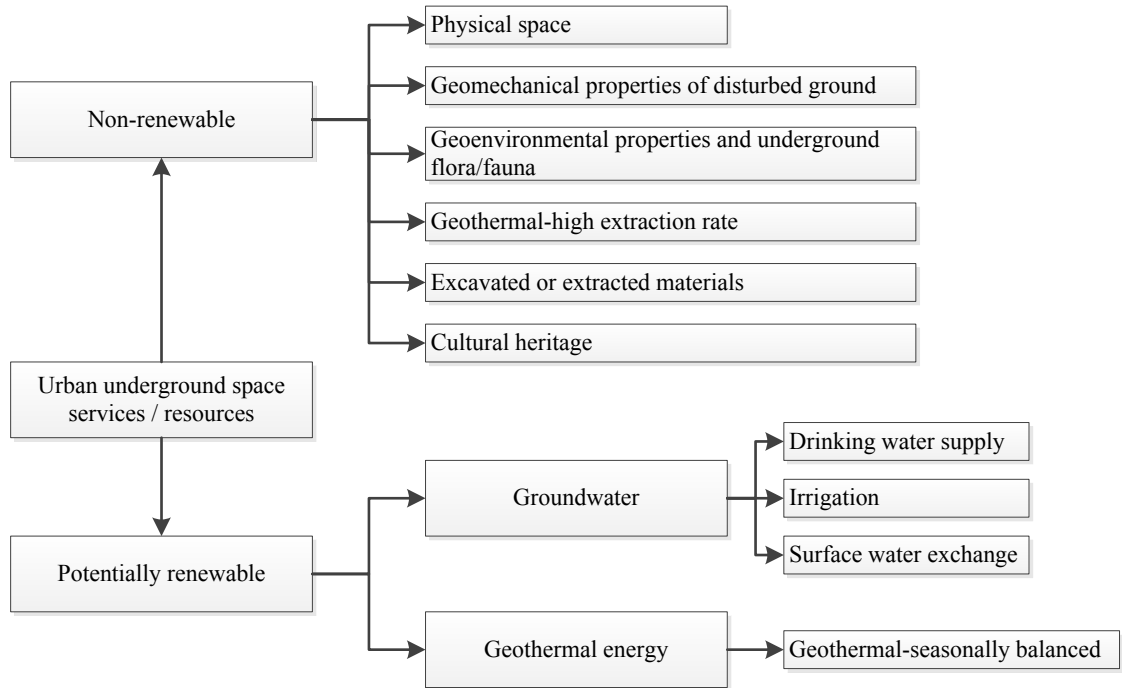 Physical space
Geomechanical properties of disturbed ground
Non-renewable
Geoenvironmental properties and underground
flora/fauna
Geothermal-high extraction rate
Excavated or extracted materials
Cultural heritage
Urban underground space
services / resources
Drinking water supply
Groundwater
Irrigation
Surface water exchange
Potentially renewable
Geothermal energy
Geothermal-seasonally balanced